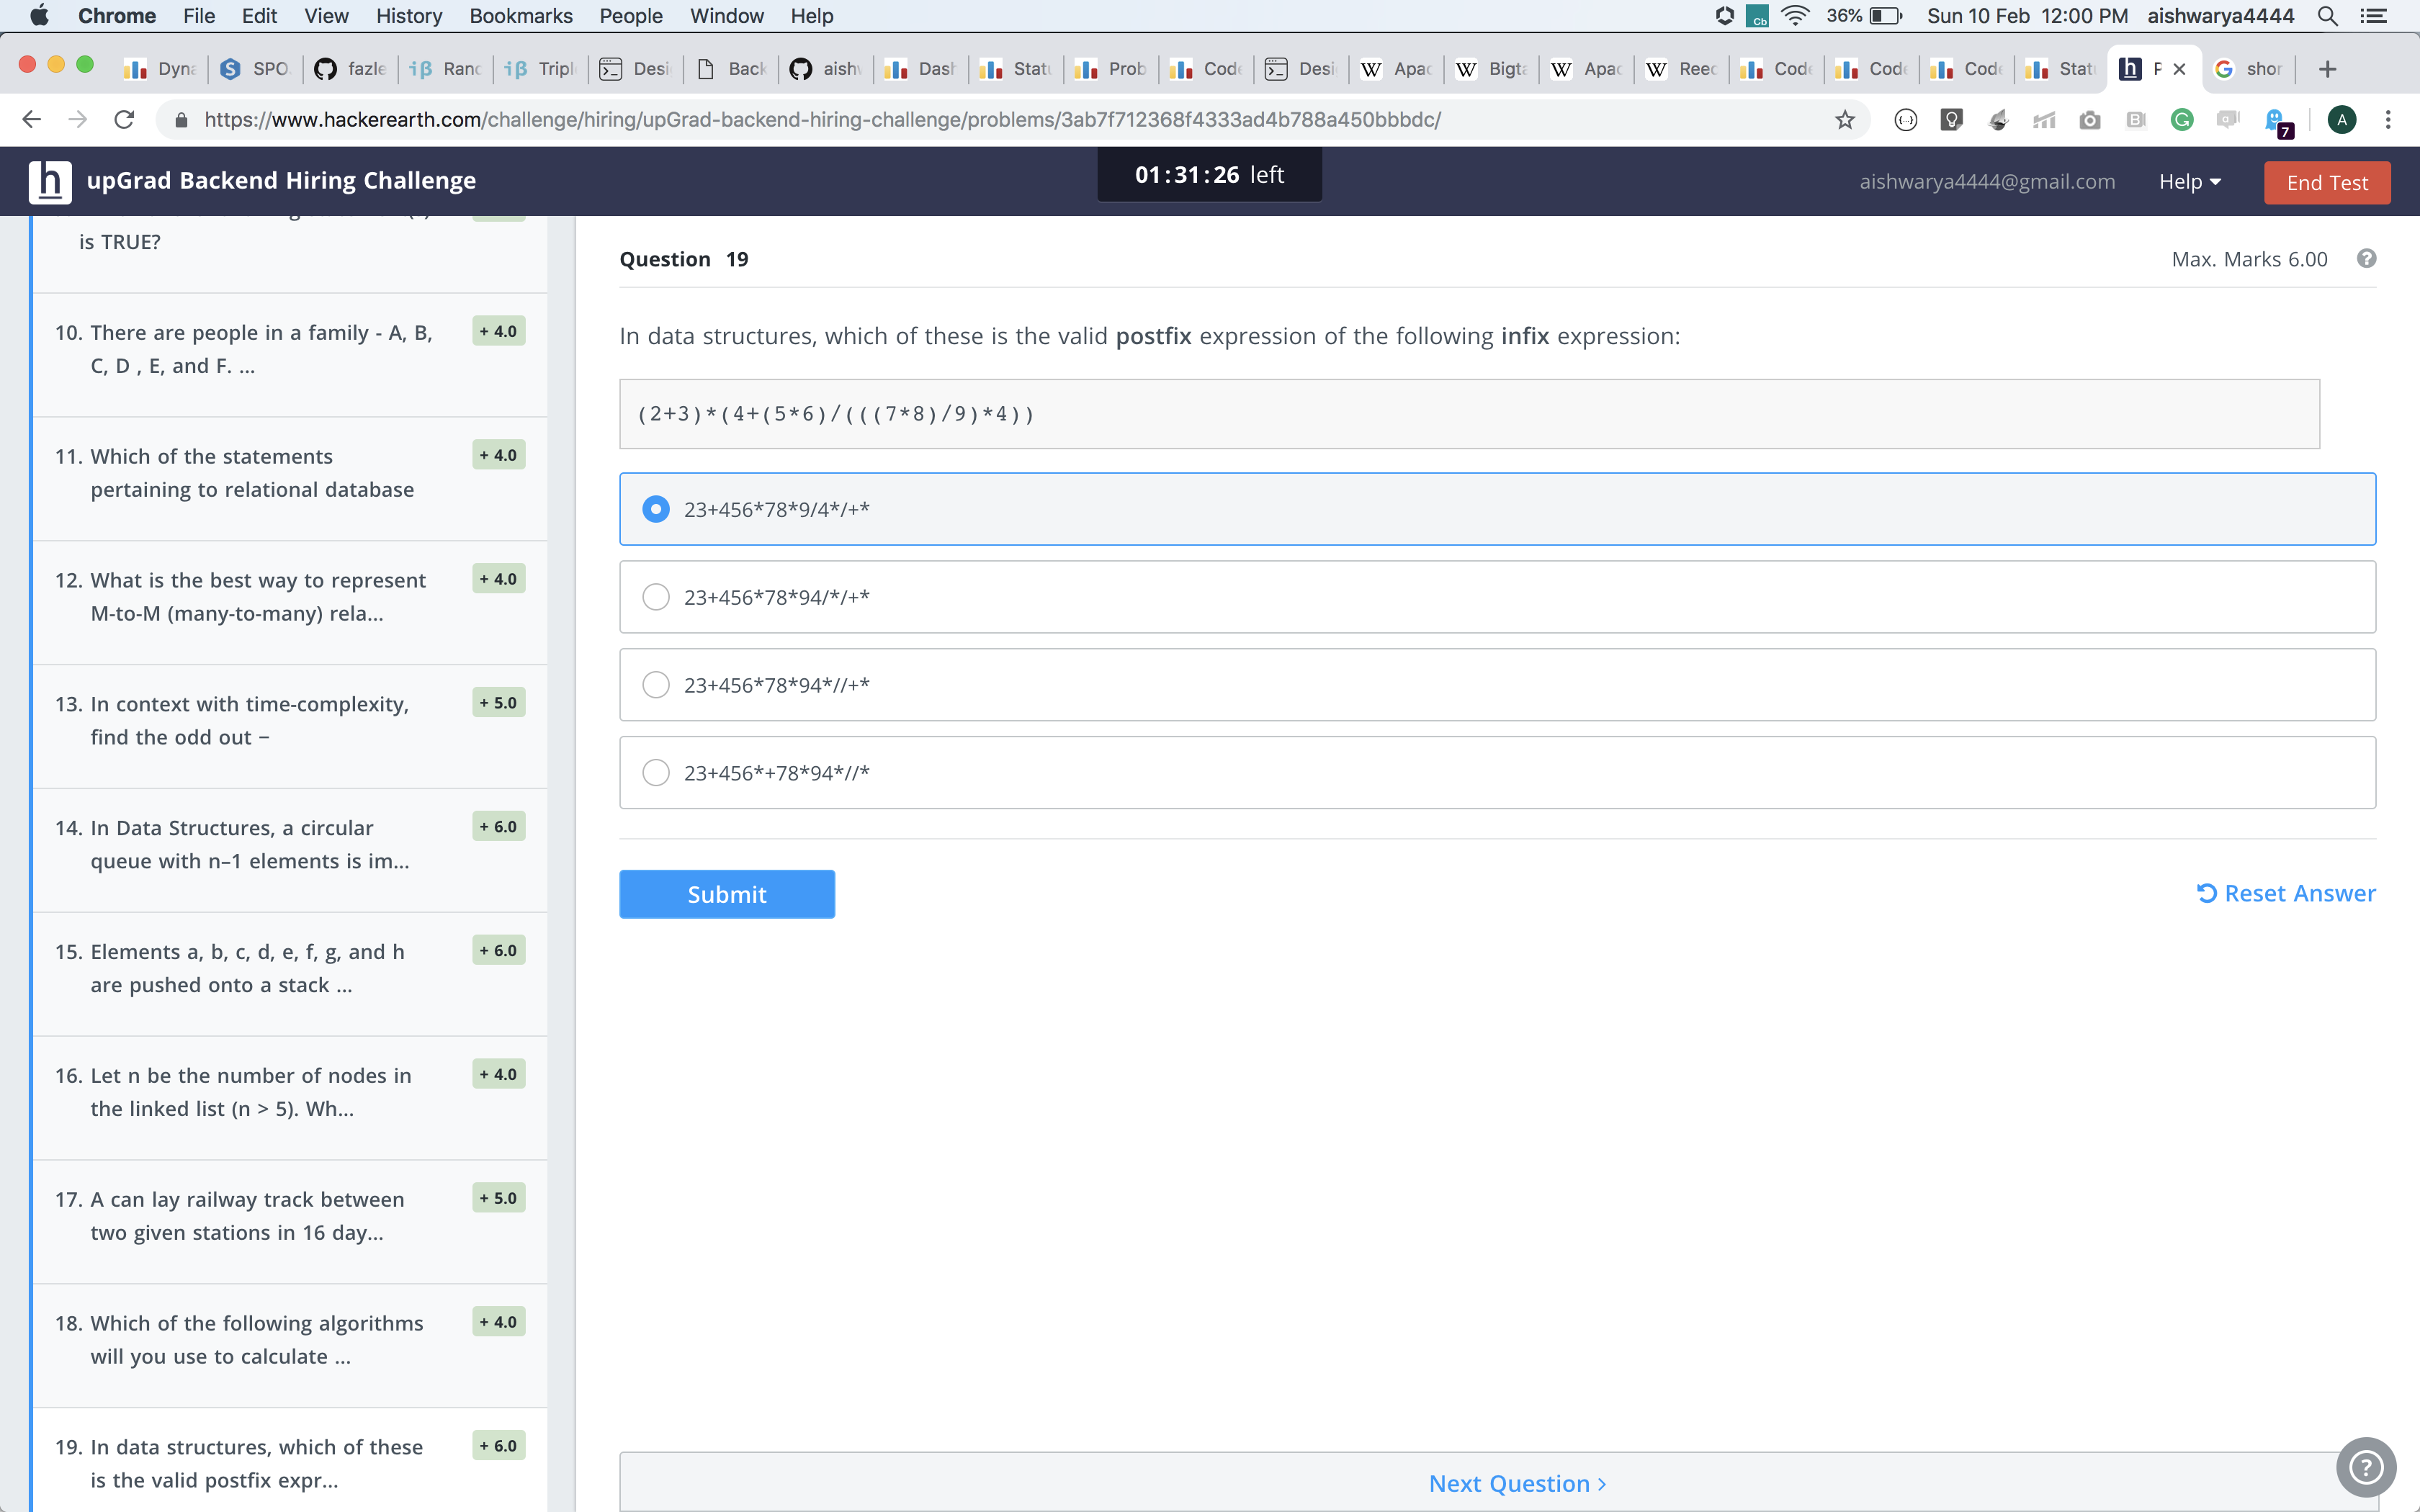 Chrome File Edit View History Bookmarks People Window Help Cb 36% Sun 10 Feb 12:00 PM aishwarya4444
Dyna SPO fazle iβ Ranc iβ Tripl Desi Back aishw Dash Statu Prob Code Desi W Apac W Bigta W Apac W Reed Code Code Code Statu h P G shor
https://www.hackerearth.com/challenge/hiring/upGrad-backend-hiring-challenge/problems/3ab7f712368f4333ad4b788a450bbbdc/ 7 A
h upGrad Backend Hiring Challenge 01:31:26 left aishwarya4444@gmail.com Help End Test
is TRUE?
10. There are people in a family - A, B, + 4.0
C, D , E, and F. ...
11. Which of the statements + 4.0
pertaining to relational database
12. What is the best way to represent + 4.0
M-to-M (many-to-many) rela...
13. In context with time-complexity, + 5.0
find the odd out −
14. In Data Structures, a circular + 6.0
queue with n–1 elements is im...
15. Elements a, b, c, d, e, f, g, and h + 6.0
are pushed onto a stack ...
16. Let n be the number of nodes in + 4.0
the linked list (n > 5). Wh...
17. A can lay railway track between + 5.0
two given stations in 16 day...
18. Which of the following algorithms + 4.0
will you use to calculate ...
19. In data structures, which of these + 6.0
is the valid postfix expr...
Question 19 Max. Marks 6.00 ?
In data structures, which of these is the valid postfix expression of the following infix expression:
(2+3)*(4+(5*6)/(((7*8)/9)*4))
23+456*78*9/4*/+*
23+456*78*94/*/+*
23+456*78*94*//+*
23+456*+78*94*//*
Submit Reset Answer
Next Question >
?